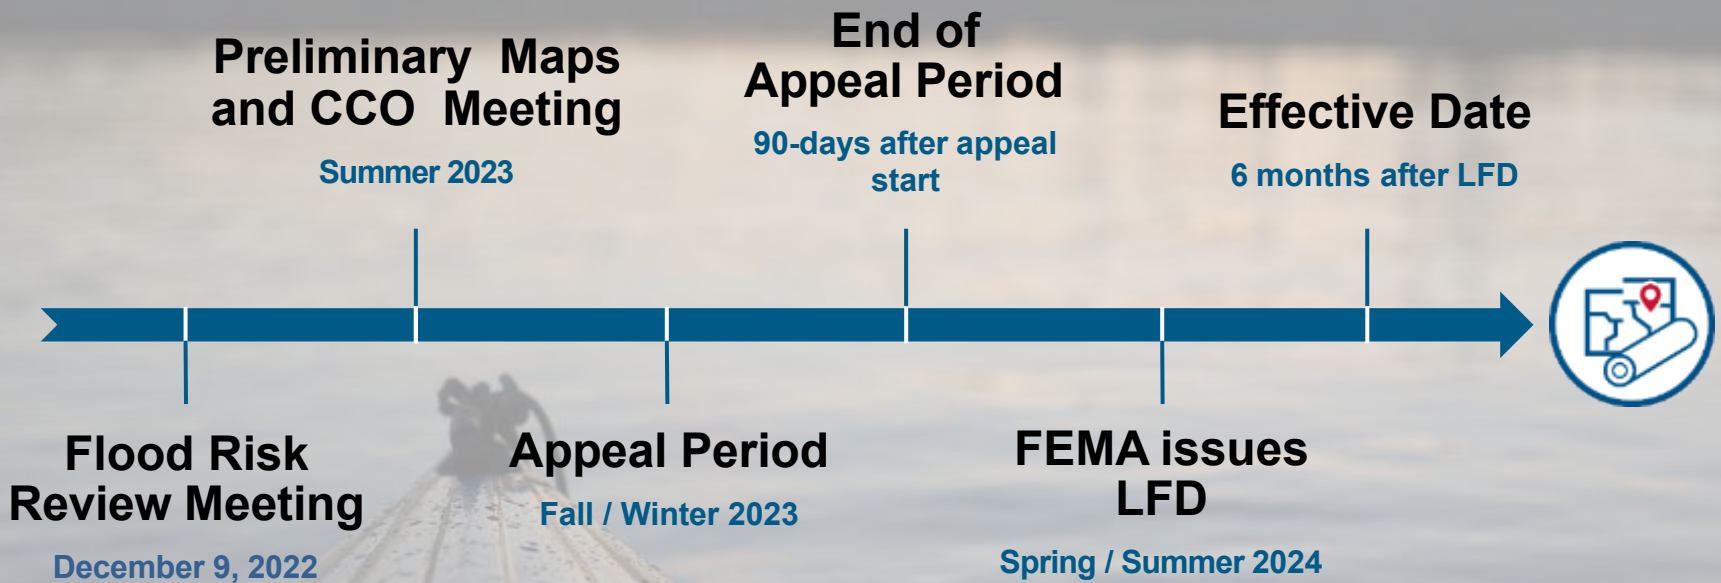 Preliminary Maps
and CCO Meeting
Summer 2023
End of
Appeal Period
90-days after appeal
start
Effective Date
6 months after LFD
Flood Risk
Review Meeting
December 9, 2022
Appeal Period
Fall / Winter 2023
FEMA issues
LFD
Spring / Summer 2024